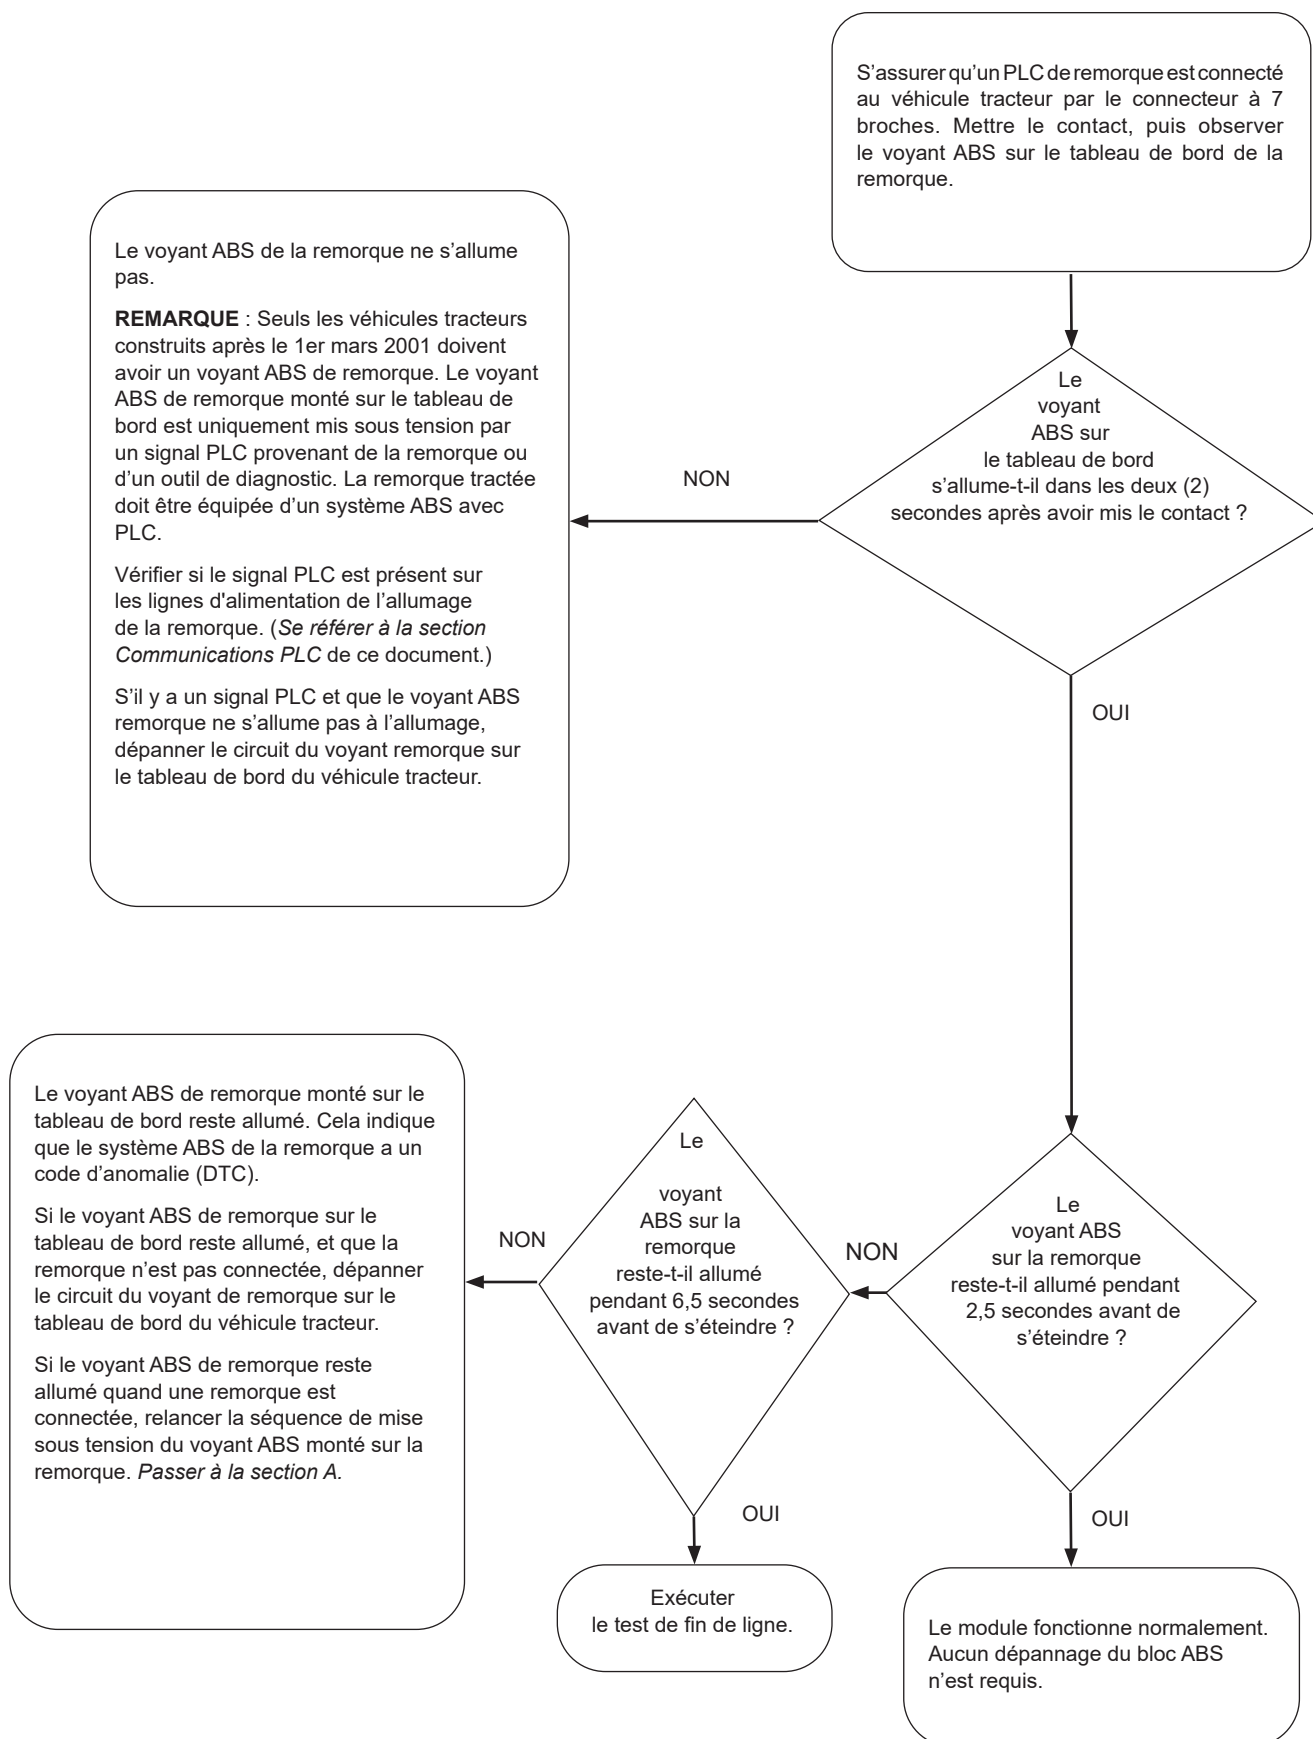 S'assurer qu'un PLC de remorque est connecté
au véhicule tracteur par le connecteur à 7
broches. Mettre le contact, puis observer
le voyant ABS sur le tableau de bord de la
remorque.
Le voyant ABS de la remorque ne s'allume
pas.
REMARQUE : Seuls les véhicules tracteurs
construits après le 1er mars 2001 doivent
avoir un voyant ABS de remorque. Le voyant
ABS de remorque monté sur le tableau de
bord est uniquement mis sous tension par
un signal PLC provenant de la remorque ou
d'un outil de diagnostic. La remorque tractée
doit être équipée d'un système ABS avec
PLC.
Vérifier si le signal PLC est présent sur
les lignes d'alimentation de l'allumage
de la remorque. (Se référer à la section
Communications PLC de ce document.)
S'il y a un signal PLC et que le voyant ABS
remorque ne s'allume pas à l'allumage,
dépanner le circuit du voyant remorque sur
le tableau de bord du véhicule tracteur.
NON
Le
voyant
ABS sur
le tableau de bord
s'allume-t-il dans les deux (2)
secondes après avoir mis le contact ?
OUI
Le voyant ABS de remorque monté sur le
tableau de bord reste allumé. Cela indique
que le système ABS de la remorque a un
code d'anomalie (DTC).
Si le voyant ABS de remorque sur le
tableau de bord reste allumé, et que la
remorque n'est pas connectée, dépanner
le circuit du voyant de remorque sur le
tableau de bord du véhicule tracteur.
Si le voyant ABS de remorque reste
allumé quand une remorque est
connectée, relancer la séquence de mise
sous tension du voyant ABS monté sur la
remorque. Passer à la section A.
NON
Le
voyant
ABS sur la
remorque
reste-t-il allumé
pendant 6,5 secondes
avant de s'éteindre ?
NON
Le
voyant ABS
sur la remorque
reste-t-il allumé pendant
2,5 secondes avant de
s'éteindre ?
OUI
OUI
Exécuter
le test de fin de ligne.
Le module fonctionne normalement.
Aucun dépannage du bloc ABS
n'est requis.